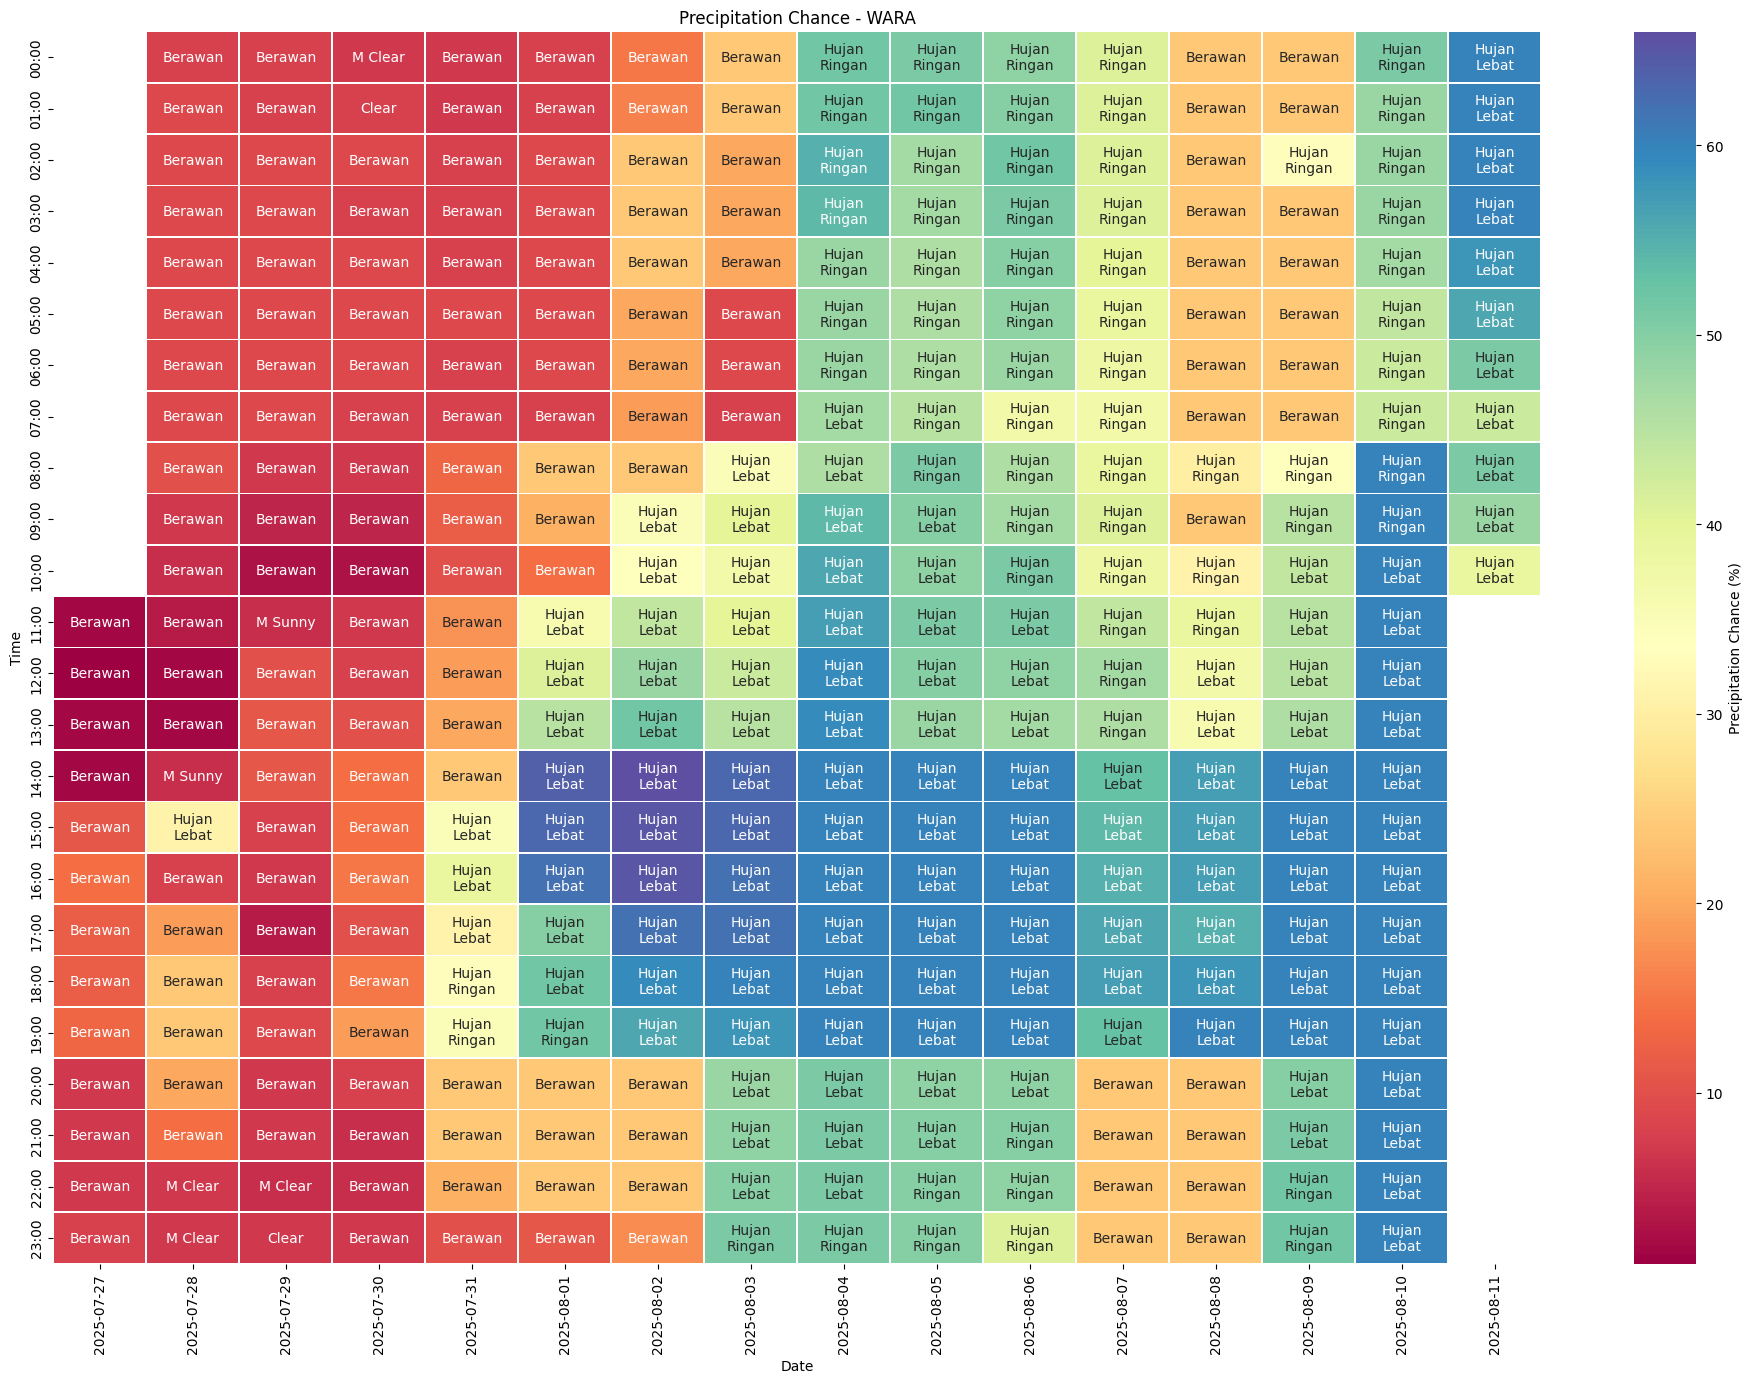 Precipitation Chance - WARA
00:00 Berawan Berawan M Clear Berawan Berawan Berawan Berawan Hujan Ringan Hujan Ringan Hujan Ringan Hujan Ringan Berawan Berawan Hujan Ringan Hujan Lebat
01:00 Berawan Berawan Clear Berawan Berawan Berawan Berawan Hujan Ringan Hujan Ringan Hujan Ringan Hujan Ringan Berawan Berawan Hujan Ringan Hujan Lebat
02:00 Berawan Berawan Berawan Berawan Berawan Berawan Berawan Hujan Ringan Hujan Ringan Hujan Ringan Hujan Ringan Berawan Hujan Ringan Hujan Ringan Hujan Lebat
03:00 Berawan Berawan Berawan Berawan Berawan Berawan Berawan Hujan Ringan Hujan Ringan Hujan Ringan Hujan Ringan Berawan Berawan Hujan Ringan Hujan Lebat
04:00 Berawan Berawan Berawan Berawan Berawan Berawan Berawan Hujan Ringan Hujan Ringan Hujan Ringan Hujan Ringan Berawan Berawan Hujan Ringan Hujan Lebat
05:00 Berawan Berawan Berawan Berawan Berawan Berawan Berawan Hujan Ringan Hujan Ringan Hujan Ringan Hujan Ringan Berawan Berawan Hujan Ringan Hujan Lebat
06:00 Berawan Berawan Berawan Berawan Berawan Berawan Berawan Hujan Ringan Hujan Ringan Hujan Ringan Hujan Ringan Berawan Berawan Hujan Ringan Hujan Lebat
07:00 Berawan Berawan Berawan Berawan Berawan Berawan Berawan Hujan Lebat Hujan Ringan Hujan Ringan Hujan Ringan Berawan Berawan Hujan Ringan Hujan Lebat
08:00 Berawan Berawan Berawan Berawan Berawan Berawan Hujan Lebat Hujan Lebat Hujan Ringan Hujan Ringan Hujan Ringan Hujan Ringan Hujan Ringan Hujan Ringan Hujan Lebat
09:00 Berawan Berawan Berawan Berawan Berawan Hujan Lebat Hujan Lebat Hujan Lebat Hujan Lebat Hujan Ringan Hujan Ringan Berawan Hujan Ringan Hujan Ringan Hujan Lebat
10:00 Berawan Berawan Berawan Berawan Berawan Hujan Lebat Hujan Lebat Hujan Lebat Hujan Lebat Hujan Ringan Hujan Ringan Hujan Ringan Hujan Lebat Hujan Lebat Hujan Lebat
11:00 Berawan Berawan M Sunny Berawan Berawan Hujan Lebat Hujan Lebat Hujan Lebat Hujan Lebat Hujan Lebat Hujan Lebat Hujan Ringan Hujan Ringan Hujan Lebat Hujan Lebat
12:00 Berawan Berawan Berawan Berawan Berawan Hujan Lebat Hujan Lebat Hujan Lebat Hujan Lebat Hujan Lebat Hujan Lebat Hujan Ringan Hujan Lebat Hujan Lebat Hujan Lebat
13:00 Berawan Berawan Berawan Berawan Berawan Hujan Lebat Hujan Lebat Hujan Lebat Hujan Lebat Hujan Lebat Hujan Lebat Hujan Ringan Hujan Lebat Hujan Lebat Hujan Lebat
14:00 Berawan M Sunny Berawan Berawan Berawan Hujan Lebat Hujan Lebat Hujan Lebat Hujan Lebat Hujan Lebat Hujan Lebat Hujan Lebat Hujan Lebat Hujan Lebat Hujan Lebat
15:00 Berawan Hujan Lebat Berawan Berawan Hujan Lebat Hujan Lebat Hujan Lebat Hujan Lebat Hujan Lebat Hujan Lebat Hujan Lebat Hujan Lebat Hujan Lebat Hujan Lebat Hujan Lebat
16:00 Berawan Berawan Berawan Berawan Hujan Lebat Hujan Lebat Hujan Lebat Hujan Lebat Hujan Lebat Hujan Lebat Hujan Lebat Hujan Lebat Hujan Lebat Hujan Lebat Hujan Lebat
17:00 Berawan Berawan Berawan Berawan Hujan Lebat Hujan Lebat Hujan Lebat Hujan Lebat Hujan Lebat Hujan Lebat Hujan Lebat Hujan Lebat Hujan Lebat Hujan Lebat Hujan Lebat
18:00 Berawan Berawan Berawan Berawan Hujan Ringan Hujan Lebat Hujan Lebat Hujan Lebat Hujan Lebat Hujan Lebat Hujan Lebat Hujan Lebat Hujan Lebat Hujan Lebat Hujan Lebat
19:00 Berawan Berawan Berawan Berawan Hujan Ringan Hujan Ringan Hujan Lebat Hujan Lebat Hujan Lebat Hujan Lebat Hujan Lebat Hujan Lebat Hujan Lebat Hujan Lebat Hujan Lebat
20:00 Berawan Berawan Berawan Berawan Berawan Berawan Berawan Hujan Lebat Hujan Lebat Hujan Lebat Hujan Lebat Berawan Berawan Hujan Lebat Hujan Lebat
21:00 Berawan Berawan Berawan Berawan Berawan Berawan Berawan Hujan Lebat Hujan Lebat Hujan Lebat Hujan Ringan Berawan Berawan Hujan Lebat Hujan Lebat
22:00 Berawan M Clear M Clear Berawan Berawan Berawan Berawan Hujan Lebat Hujan Lebat Hujan Ringan Hujan Ringan Berawan Berawan Hujan Ringan Hujan Lebat
23:00 Berawan M Clear Clear Berawan Berawan Berawan Berawan Hujan Ringan Hujan Ringan Hujan Ringan Hujan Ringan Berawan Berawan Hujan Ringan Hujan Lebat
Time
2025-07-27 2025-07-28 2025-07-29 2025-07-30 2025-07-31 2025-08-01 2025-08-02 2025-08-03 2025-08-04 2025-08-05 2025-08-06 2025-08-07 2025-08-08 2025-08-09 2025-08-10 2025-08-11
Date
60
50
40
30
20
10
Precipitation Chance (%)